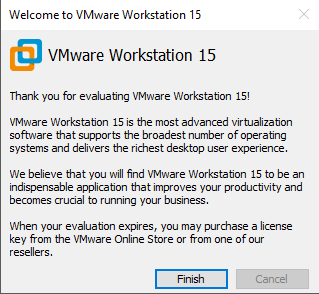 Welcome to VMware Workstation 15
VMware Workstation 15
Thank you for evaluating VMware Workstation 15!
VMware Workstation 15 is the most advanced virtualization
software that supports the broadest number of operating
systems and delivers the richest desktop user experience.
We believe that you will find VMware Workstation 15 to be an
indispensable application that improves your productivity and
becomes crucial to running your business.
When your evaluation expires, you may purchase a license
key from the VMware Online Store or from one of our
resellers.
Finish Cancel